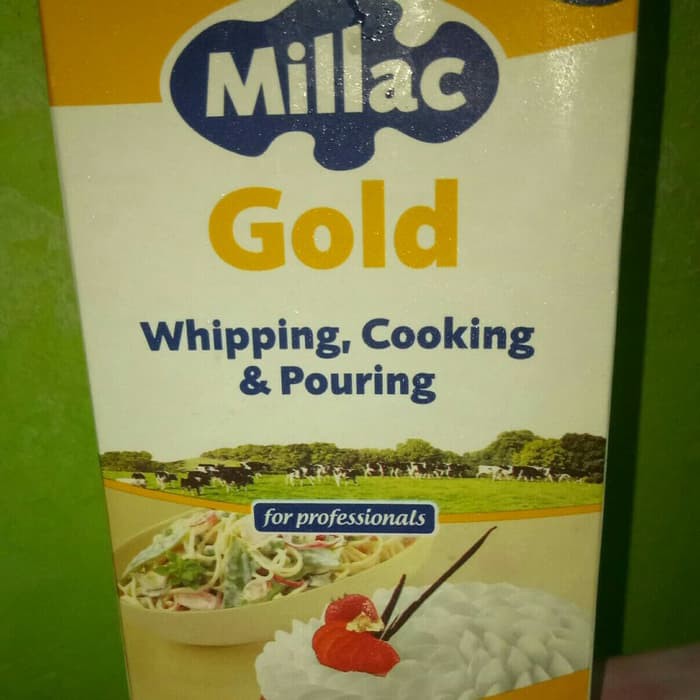 Millac
Gold
Whipping, Cooking
& Pouring
for professionals